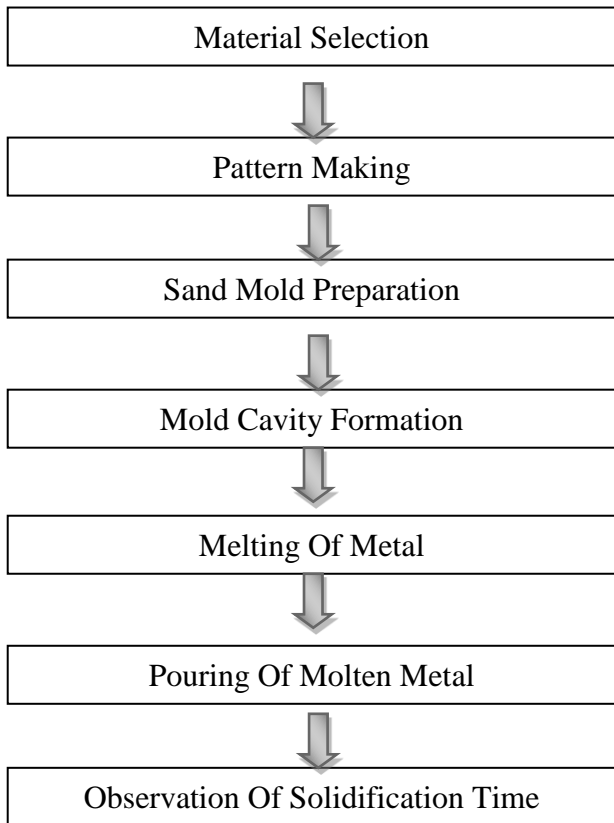 Material Selection
Pattern Making
Sand Mold Preparation
Mold Cavity Formation
Melting Of Metal
Pouring Of Molten Metal
Observation Of Solidification Time